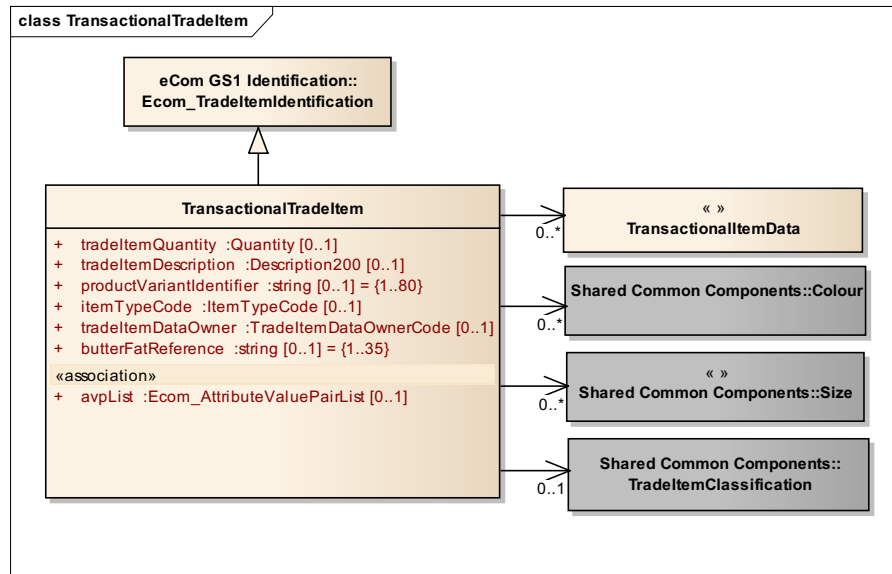 class TransactionalTradeItem
eCom GS1 Identification::
Ecom_TradeItemIdentification
TransactionalTradeItem
+ tradeItemQuantity :Quantity [0..1]
+ tradeItemDescription :Description200 [0..1]
+ productVariantIdentifier :string [0..1] = {1..80}
+ itemTypeCode :ItemTypeCode [0..1]
+ tradeItemDataOwner :TradeItemDataOwnerCode [0..1]
+ butterFatReference :string [0..1] = {1..35}
«association»
+ avpList :Ecom_AttributeValuePairList [0..1]
« »
TransactionalItemData
0..*
Shared Common Components::Colour
0..*
« »
Shared Common Components::Size
0..*
Shared Common Components::
TradeItemClassification
0..1